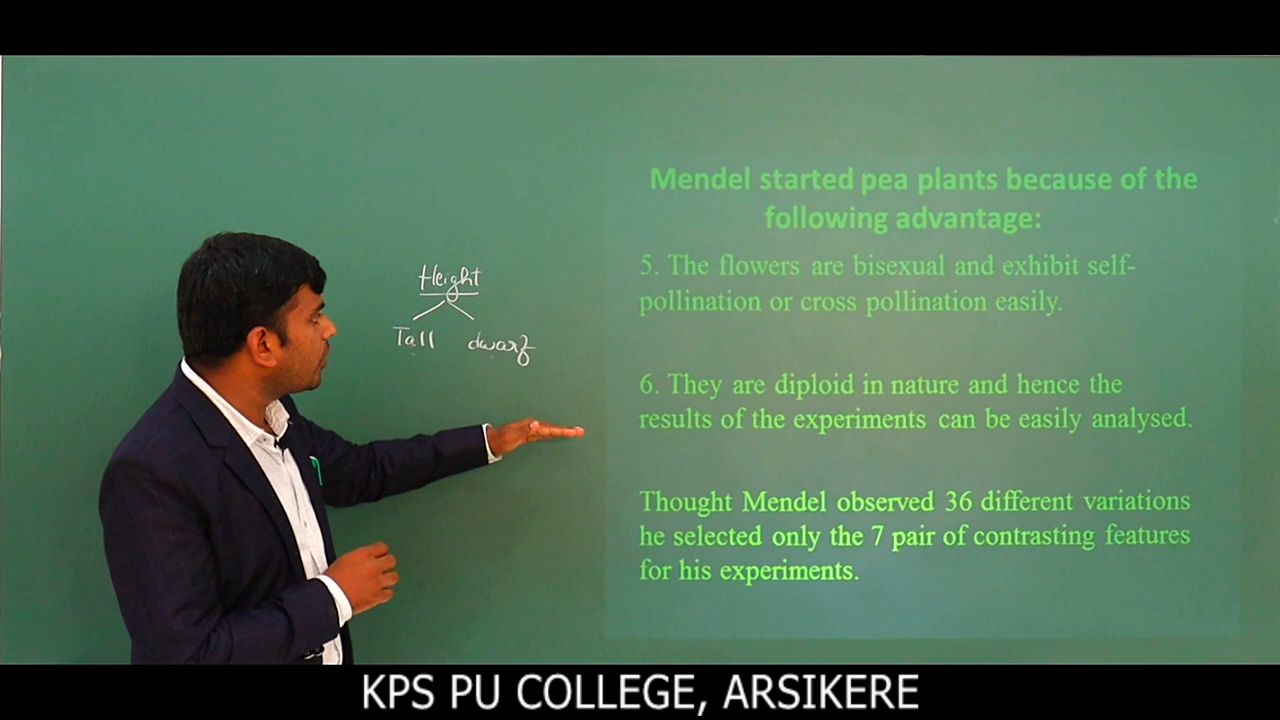 Mendel started pea plants because of the
following advantage:
5. The flowers are bisexual and exhibit self-
pollination or cross pollination easily.
6. They are diploid in nature and hence the
results of the experiments can be easily analysed.
Thought Mendel observed 36 different variations
he selected only the 7 pair of contrasting features
for his experiments.
Height
Tall dwarf
KPS PU COLLEGE, ARSIKERE